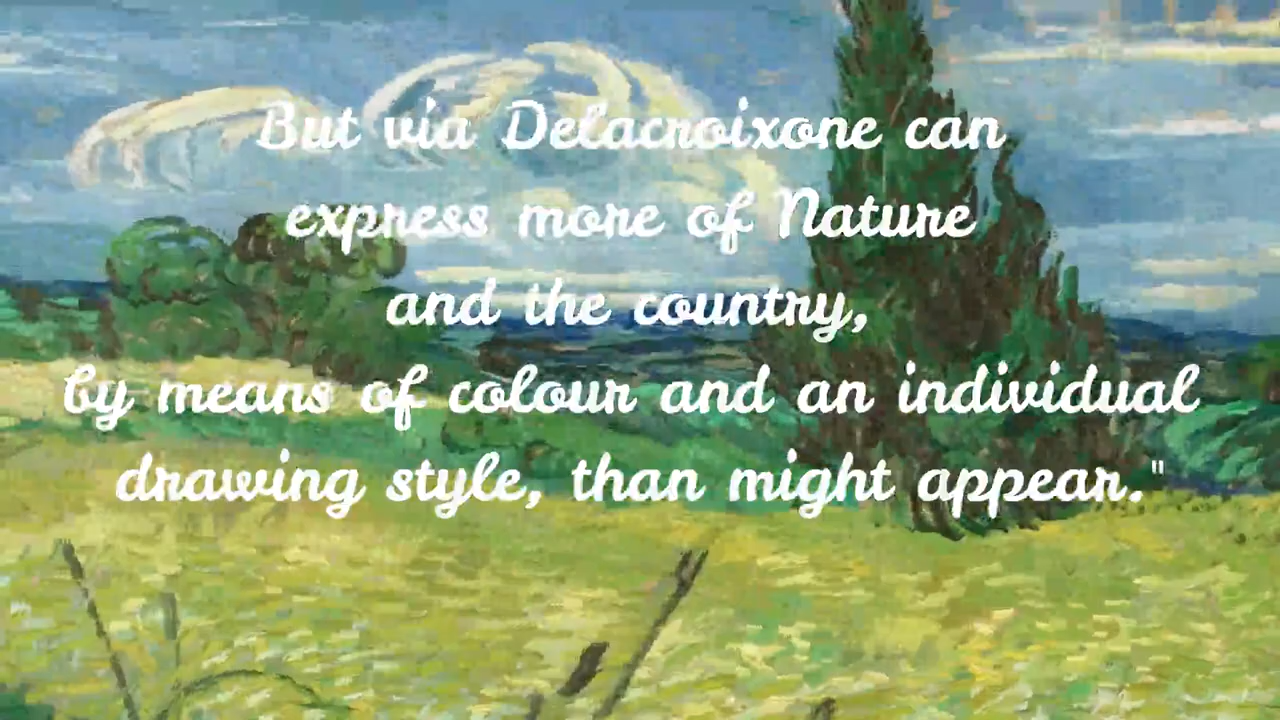 But via Delacroixone can
express more of Nature
and the country,
by means of colour and an individual
drawing style, than might appear."